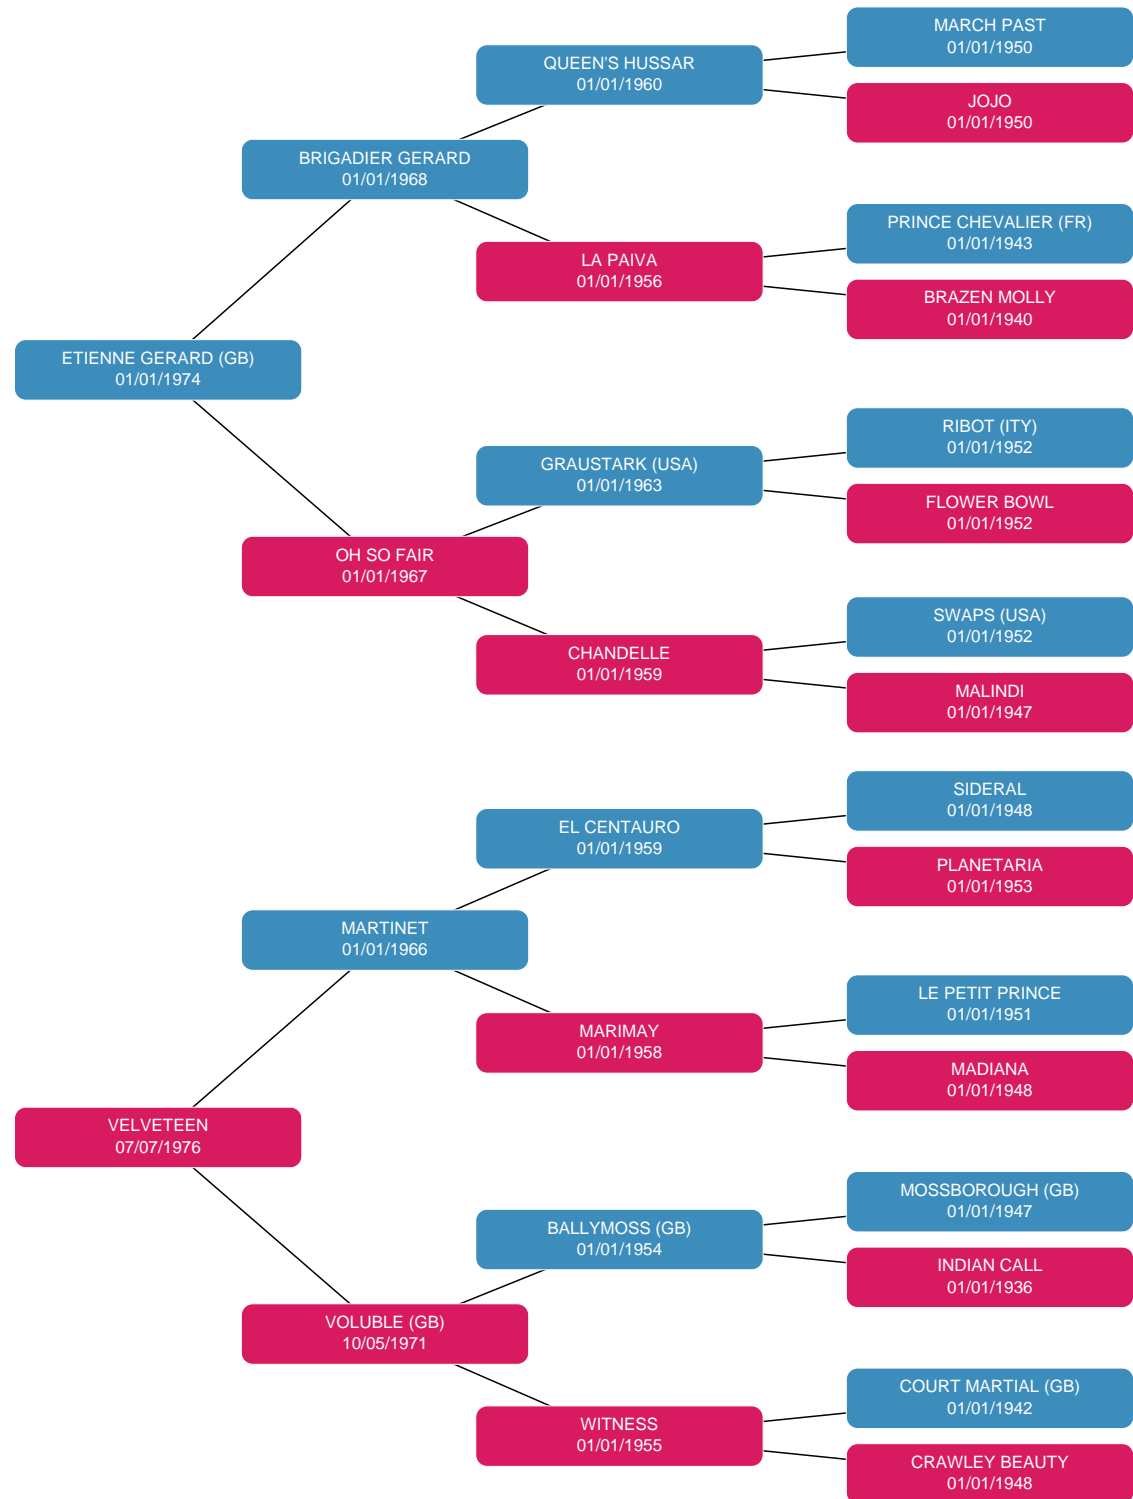 MARCH PAST
01/01/1950
QUEEN'S HUSSAR
01/01/1960
JOJO
01/01/1950
BRIGADIER GERARD
01/01/1968
PRINCE CHEVALIER (FR)
01/01/1943
LA PAIVA
01/01/1956
BRAZEN MOLLY
01/01/1940
ETIENNE GERARD (GB)
01/01/1974
RIBOT (ITY)
01/01/1952
GRAUSTARK (USA)
01/01/1963
FLOWER BOWL
01/01/1952
OH SO FAIR
01/01/1967
SWAPS (USA)
01/01/1952
CHANDELLE
01/01/1959
MALINDI
01/01/1947
SIDERAL
01/01/1948
EL CENTAURO
01/01/1959
PLANETARIA
01/01/1953
MARTINET
01/01/1966
LE PETIT PRINCE
01/01/1951
MARIMAY
01/01/1958
MADIANA
01/01/1948
VELVETEEN
07/07/1976
MOSSBOROUGH (GB)
01/01/1947
BALLYMOSS (GB)
01/01/1954
INDIAN CALL
01/01/1936
VOLUBLE (GB)
10/05/1971
COURT MARTIAL (GB)
01/01/1942
WITNESS
01/01/1955
CRAWLEY BEAUTY
01/01/1948